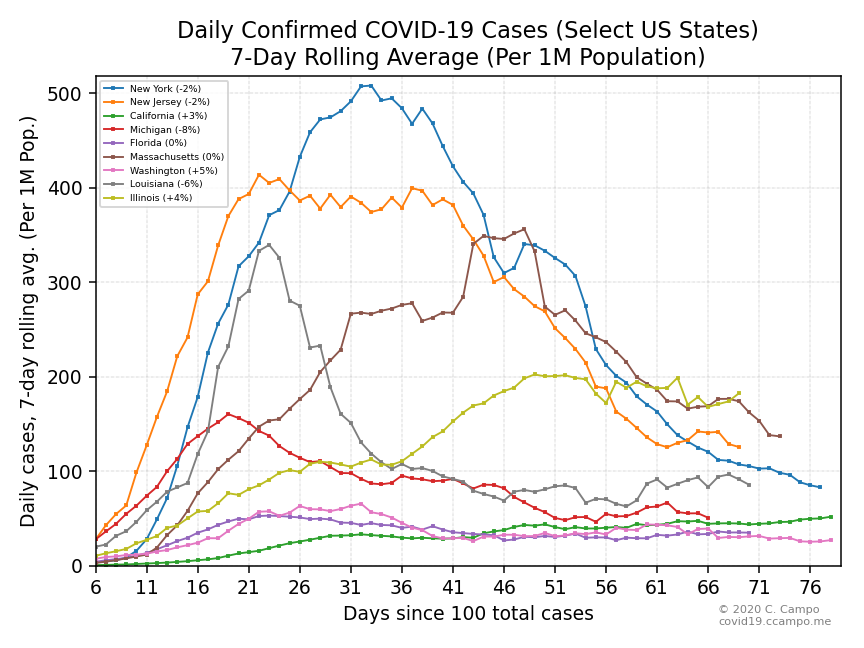 Daily Confirmed COVID-19 Cases (Select US States)
7-Day Rolling Average (Per 1M Population)
Daily cases, 7-day rolling avg. (Per 1M Pop.)
500
400
300
200
100
0
New York (-2%)
New Jersey (-2%)
California (+3%)
Michigan (-8%)
Florida (0%)
Massachusetts (0%)
Washington (+5%)
Louisiana (-6%)
Illinois (+4%)
6 11 16 21 26 31 36 41 46 51 56 61 66 71 76
Days since 100 total cases
© 2020 C. Campo
covid19.ccampo.me